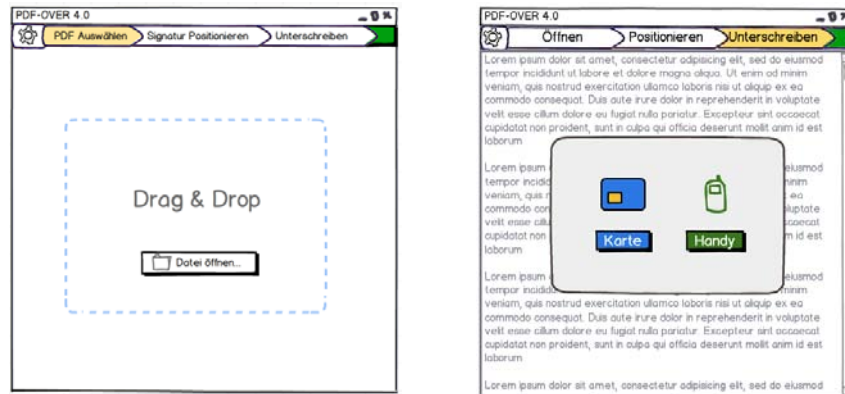 PDF-OVER 4.0
PDF Auswählen Signatur Positionieren Unterschreiben
Drag & Drop
Datei öffnen...
PDF-OVER 4.0
Öffnen Positionieren Unterschreiben
Lorem ipsum dolor sit amet, consectetur adipisicing elit, sed do eiusmod
tempor incididunt ut labore et dolore magna aliqua. Ut enim ad minim
veniam, quis nostrud exercitation ullamco laboris nisi ut aliquip ex ea
commodo consequat. Duis aute irure dolor in reprehenderit in voluptate
velit esse cillum dolore eu fugiat nulla pariatur. Excepteur sint occaecat
cupidatat non proident, sunt in culpa qui officia deserunt mollit anim id est
laborum
Lorem ipsum eiusmod
tempor incidid minim
veniam, quis n ea
commodo con luptate
velit esse cill caecat
cupidatat non m id est
laborum
Karte Handy
Lorem ipsum eiusmod
tempor incidid minim
veniam, quis nostrud exercitation ullamco laboris nisi ut aliquip ex ea
commodo consequat. Duis aute irure dolor in reprehenderit in voluptate
velit esse cillum dolore eu fugiat nulla pariatur. Excepteur sint occaecat
cupidatat non proident, sunt in culpa qui officia deserunt mollit anim id est
laborum
Lorem ipsum dolor sit amet, consectetur adipisicing elit, sed do eiusmod